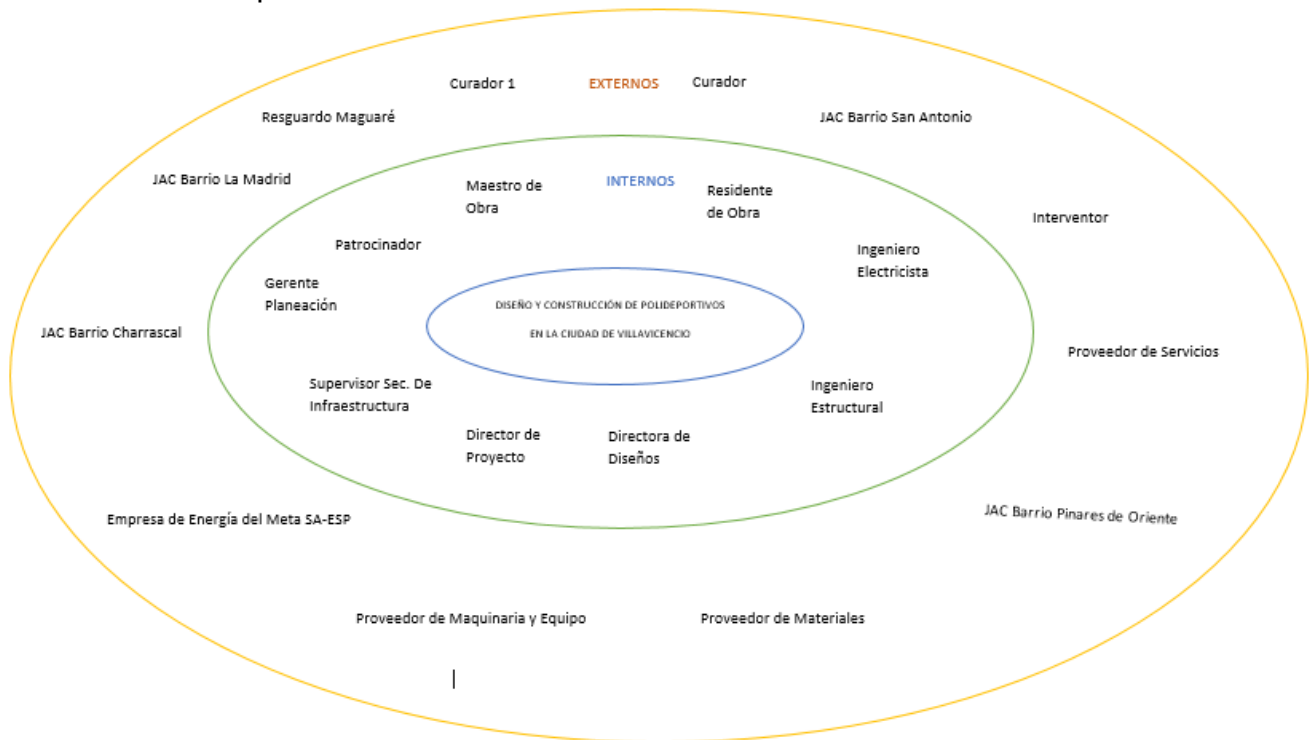 Curador 1
EXTERNOS
Curador
Resguardo Maguaré
JAC Barrio San Antonio
JAC Barrio La Madrid
Maestro de
Obra
INTERNOS
Residente
de Obra
Interventor
Patrocinador
Ingeniero
Electricista
Gerente
Planeación
DISEÑO Y CONSTRUCCIÓN DE POLIDEPORTIVOS
EN LA CIUDAD DE VILLAVICENCIO
JAC Barrio Charrascal
Proveedor de Servicios
Supervisor Sec. De
Infraestructura
Ingeniero
Estructural
Director de
Proyecto
Directora de
Diseños
Empresa de Energía del Meta SA-ESP
JAC Barrio Pinares de Oriente
Proveedor de Maquinaria y Equipo
Proveedor de Materiales